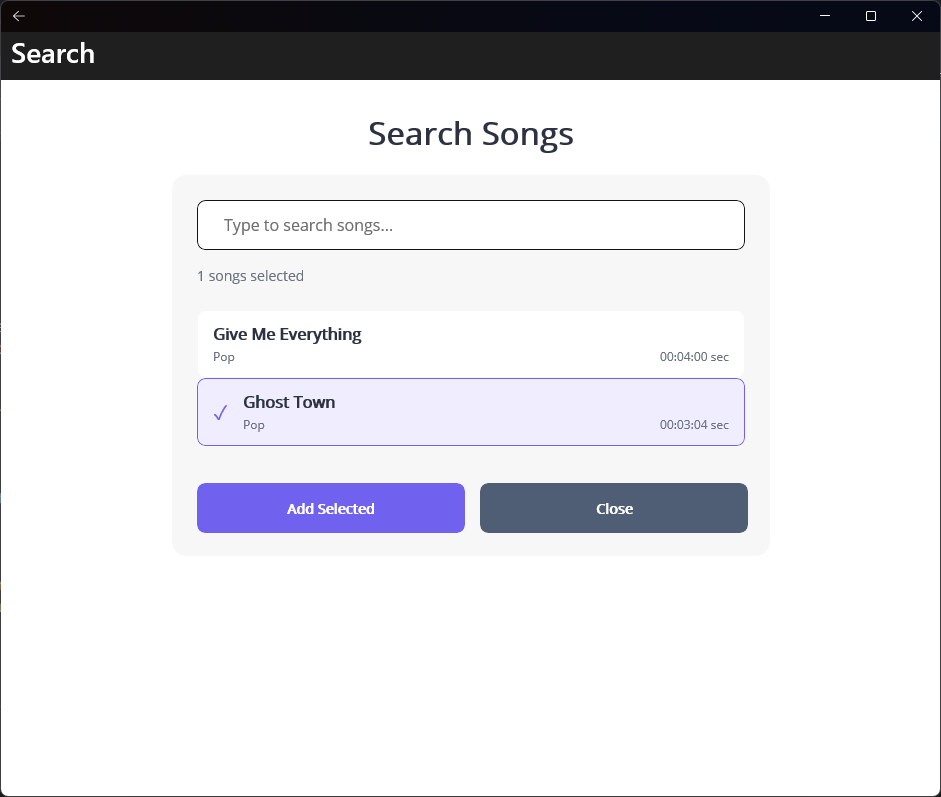 Search
Search Songs
Type to search songs...
1 songs selected
Give Me Everything
Pop 00:04:00 sec
✓ Ghost Town
Pop 00:03:04 sec
Add Selected Close